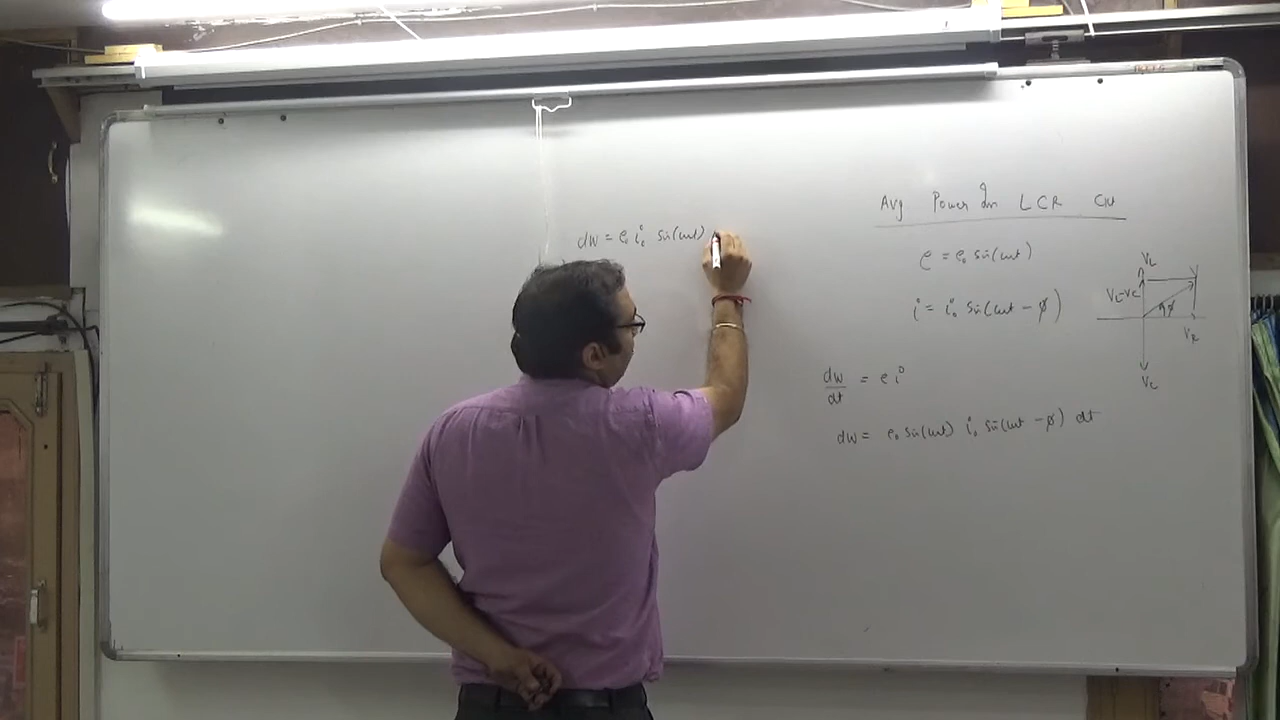 dW = e₀ i₀ sin(ωt)
Avg Power In LCR Ckt
e = e₀ sin(ωt)
i = i₀ sin(ωt - φ)
dW/dt = e i
dW = e₀ sin(ωt) i₀ sin(ωt - φ) dt
V_L
V
V_L-V_C
φ
V_R
V_C